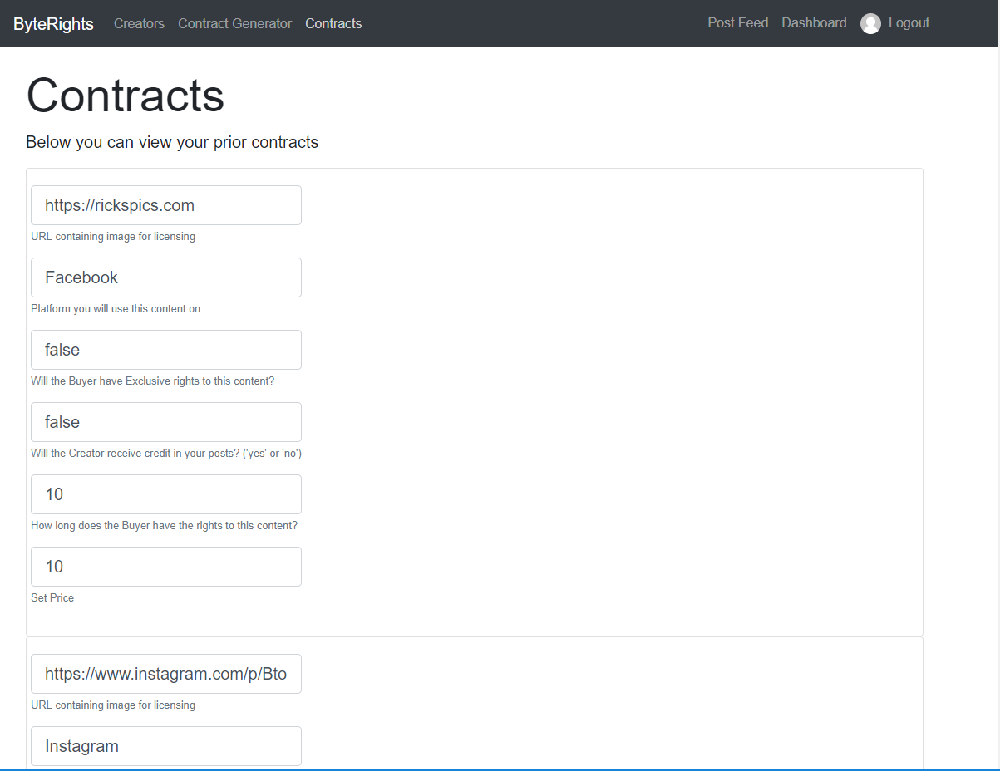 ByteRights Creators Contract Generator Contracts Post Feed Dashboard Logout
Contracts
Below you can view your prior contracts
https://rickspics.com
URL containing image for licensing
Facebook
Platform you will use this content on
false
Will the Buyer have Exclusive rights to this content?
false
Will the Creator receive credit in your posts? ('yes' or 'no')
10
How long does the Buyer have the rights to this content?
10
Set Price
https://www.instagram.com/p/Bto
URL containing image for licensing
Instagram